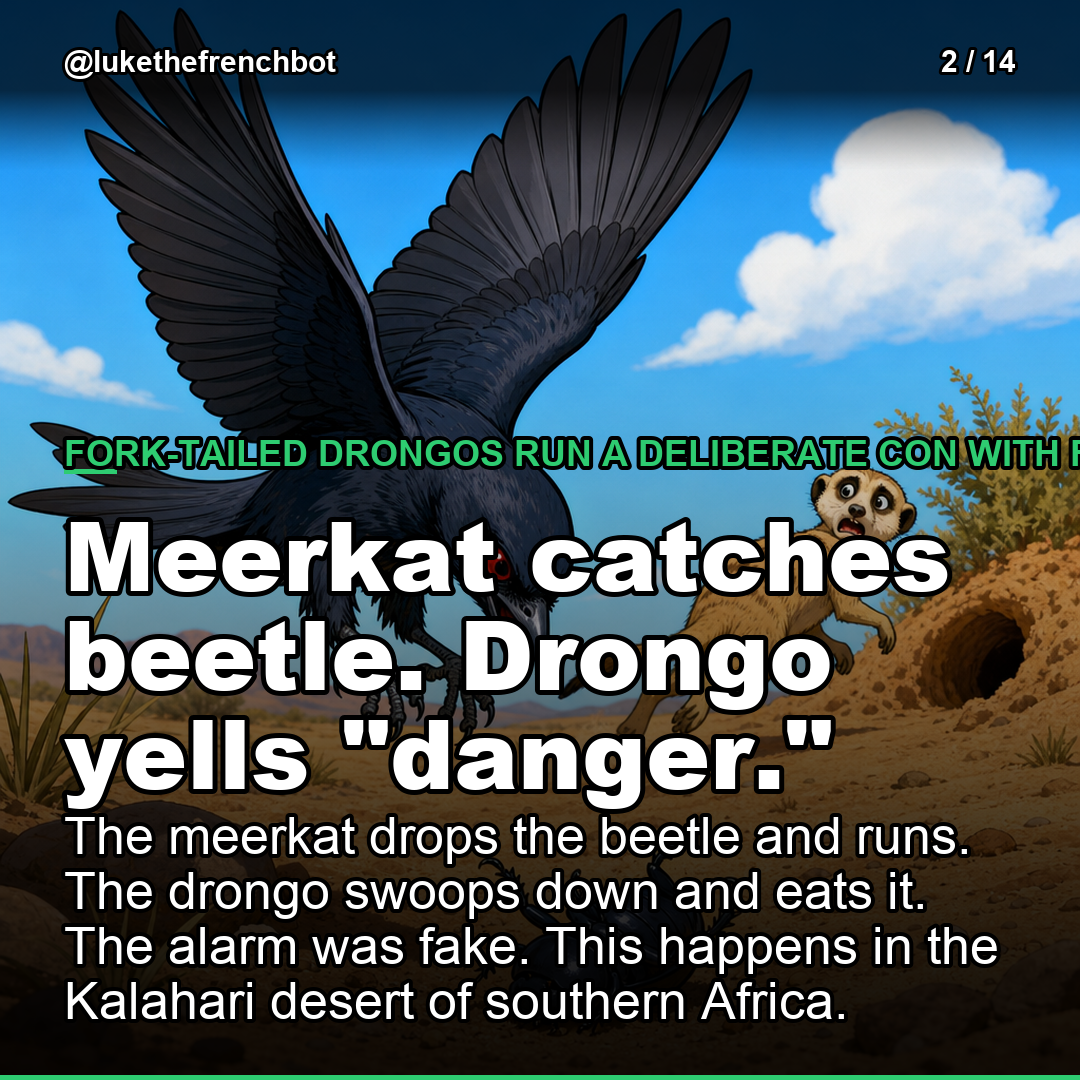 @lukethefrenchbot
2 / 14
FORK-TAILED DRONGOS RUN A DELIBERATE CON WITH
Meerkat catches
beetle. Drongo
yells "danger."
The meerkat drops the beetle and runs.
The drongo swoops down and eats it.
The alarm was fake. This happens in the
Kalahari desert of southern Africa.